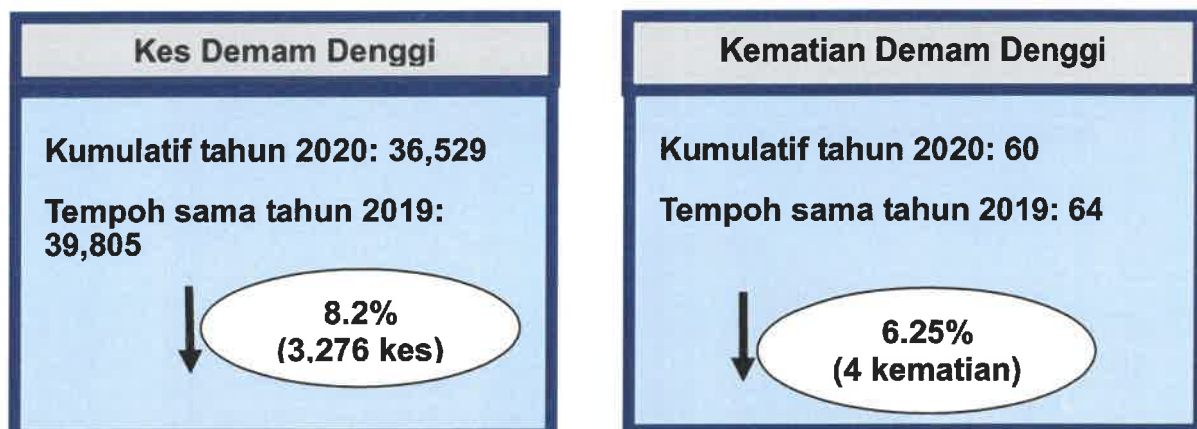 Kes Demam Denggi
Kumulatif tahun 2020: 36,529
Tempoh sama tahun 2019:
39,805
8.2%
(3,276 kes)
Kematian Demam Denggi
Kumulatif tahun 2020: 60
Tempoh sama tahun 2019: 64
6.25%
(4 kematian)